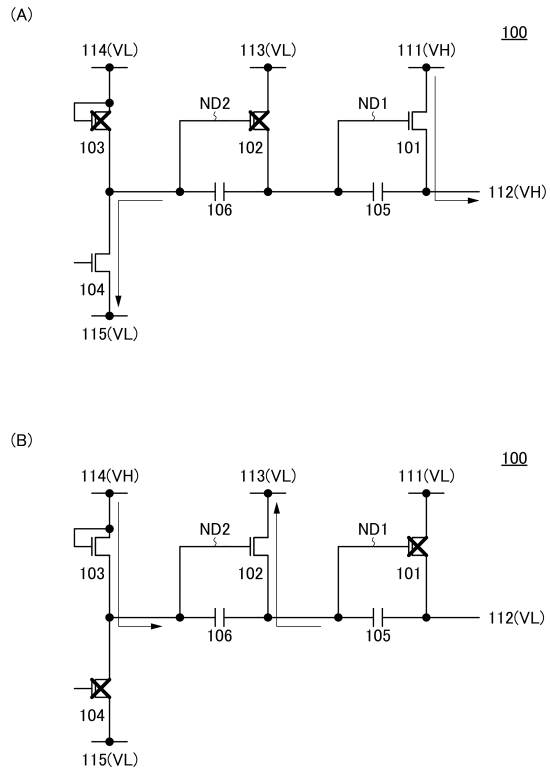 (A)
100
114(VL) 113(VL) 111(VH)
ND2 ND1
103 102 101
112(VH)
106 105
104
115(VL)
(B)
100
114(VH) 113(VL) 111(VL)
ND2 ND1
103 102 101
112(VL)
106 105
104
115(VL)